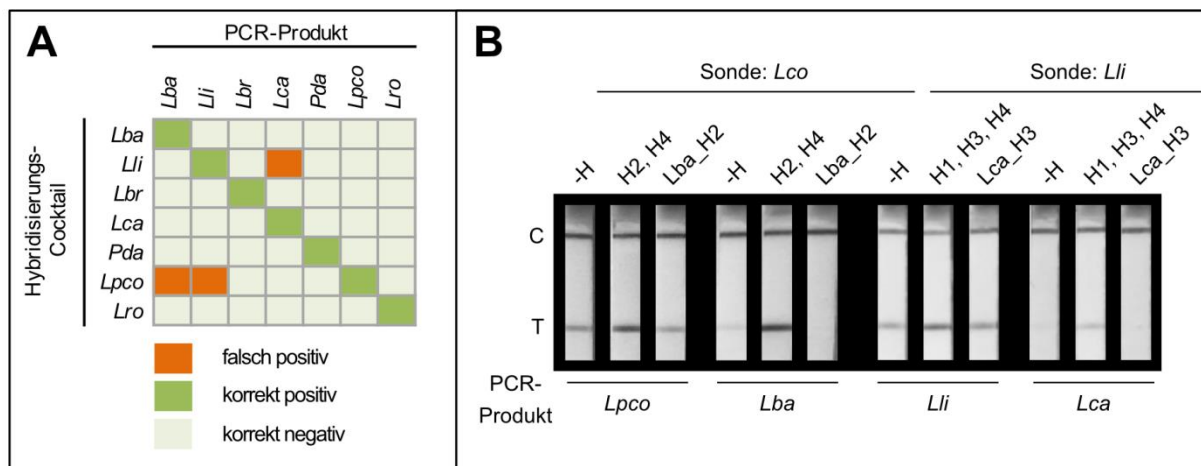 A
PCR-Produkt
Lba
Lli
Lbr
Lca
Pda
Lpco
Lro
Hybridisierungs-
Cocktail
Lba
Lli
Lbr
Lca
Pda
Lpco
Lro
falsch positiv
korrekt positiv
korrekt negativ
B
Sonde: Lco
Sonde: Lli
-H
H2, H4
Lba_H2
-H
H2, H4
Lba_H2
-H
H1, H3, H4
Lca_H3
-H
H1, H3, H4
Lca_H3
C
T
PCR-
Produkt
Lpco
Lba
Lli
Lca